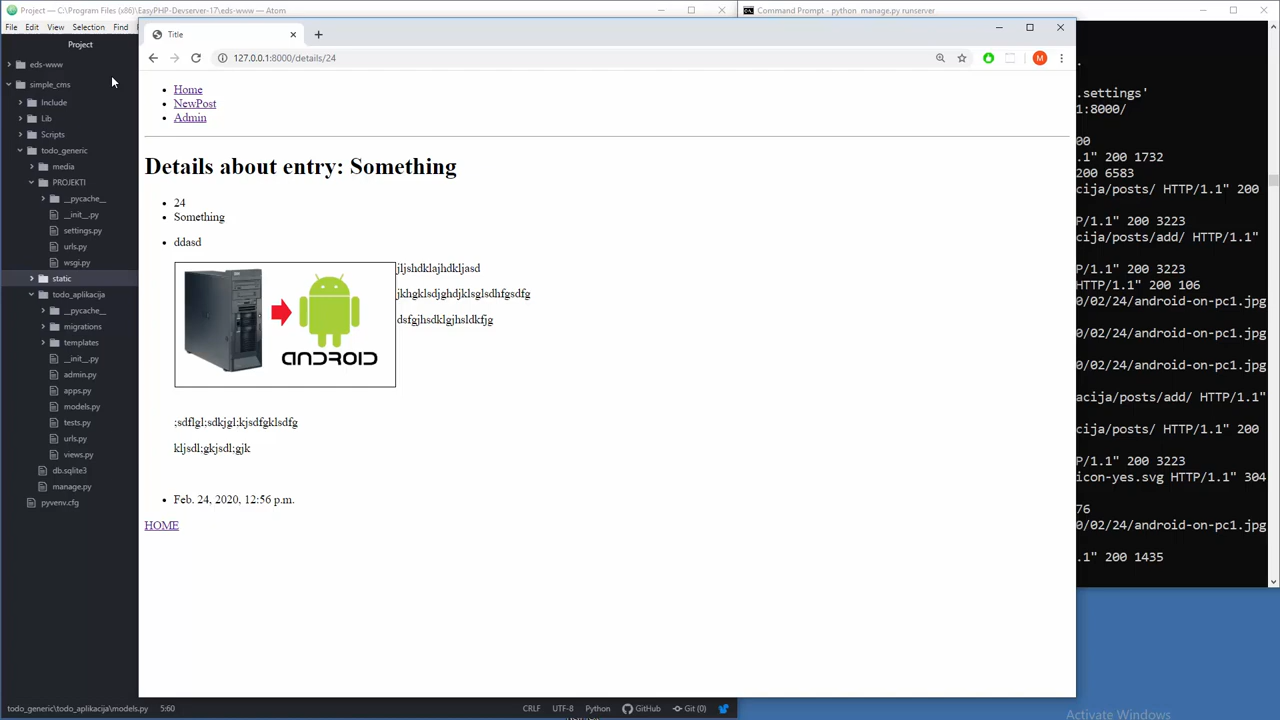 Project — C:\Program Files (x86)\EasyPHP-Devserver-17\eds-www — Atom
File Edit View Selection Find
Project
eds-www
simple_cms
Include
Lib
Scripts
todo_generic
media
PROJEKTI
__pycache__
__init__.py
settings.py
urls.py
wsgi.py
static
todo_aplikacija
__pycache__
migrations
templates
__init__.py
admin.py
apps.py
models.py
tests.py
urls.py
views.py
db.sqlite3
manage.py
pyvenv.cfg
todo_generic\todo_aplikacija\models.py 5:60
CRLF UTF-8 Python GitHub Git (0)
Title
127.0.0.1:8000/details/24
M
Home
NewPost
Admin
Details about entry: Something
24
Something
ddasd
ANDROID
jljshdklajhdkljasd
jkhgklsdjghdjklsglsdhfgsdfg
dsfgjhsdklgjhsldkfjg
;sdflgl;sdkjgl;kjsdfgklsdfg
kljsdl;gkjsdl;gjk
Feb. 24, 2020, 12:56 p.m.
HOME
Command Prompt - python manage.py runserver
.
.settings'
1:8000/
00
.1" 200 1732
200 6583
acija/posts/ HTTP/1.1" 200
/1.1" 200 3223
acija/posts/add/ HTTP/1.1"
/1.1" 200 3223
HTTP/1.1" 200 106
0/02/24/android-on-pc1.jpg
0/02/24/android-on-pc1.jpg
0/02/24/android-on-pc1.jpg
acija/posts/add/ HTTP/1.1"
acija/posts/ HTTP/1.1" 200
/1.1" 200 3223
icon-yes.svg HTTP/1.1" 304
76
0/02/24/android-on-pc1.jpg
.1" 200 1435
Activate Windows